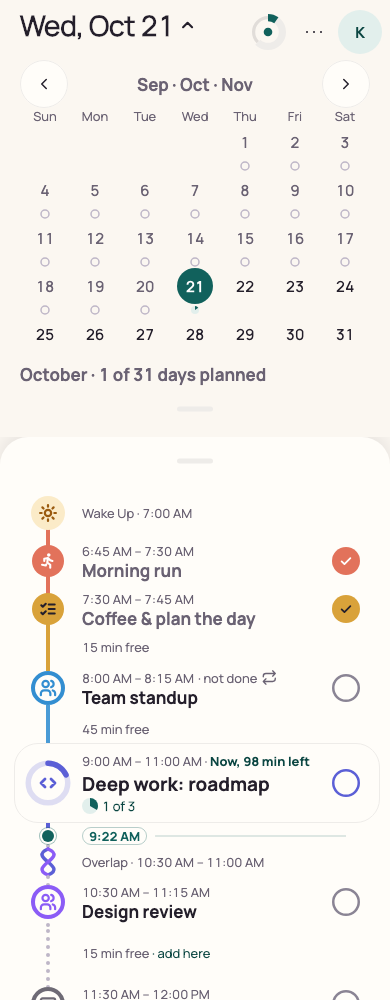 Wed, Oct 21
K
Sep · Oct · Nov
Sun Mon Tue Wed Thu Fri Sat
1 2 3
4 5 6 7 8 9 10
11 12 13 14 15 16 17
18 19 20 21 22 23 24
25 26 27 28 29 30 31
October · 1 of 31 days planned
Wake Up · 7:00 AM
6:45 AM – 7:30 AM
Morning run
7:30 AM – 7:45 AM
Coffee & plan the day
15 min free
8:00 AM – 8:15 AM · not done
Team standup
45 min free
9:00 AM – 11:00 AM · Now, 98 min left
Deep work: roadmap
1 of 3
9:22 AM
Overlap · 10:30 AM – 11:00 AM
10:30 AM – 11:15 AM
Design review
15 min free · add here
11:30 AM – 12:00 PM